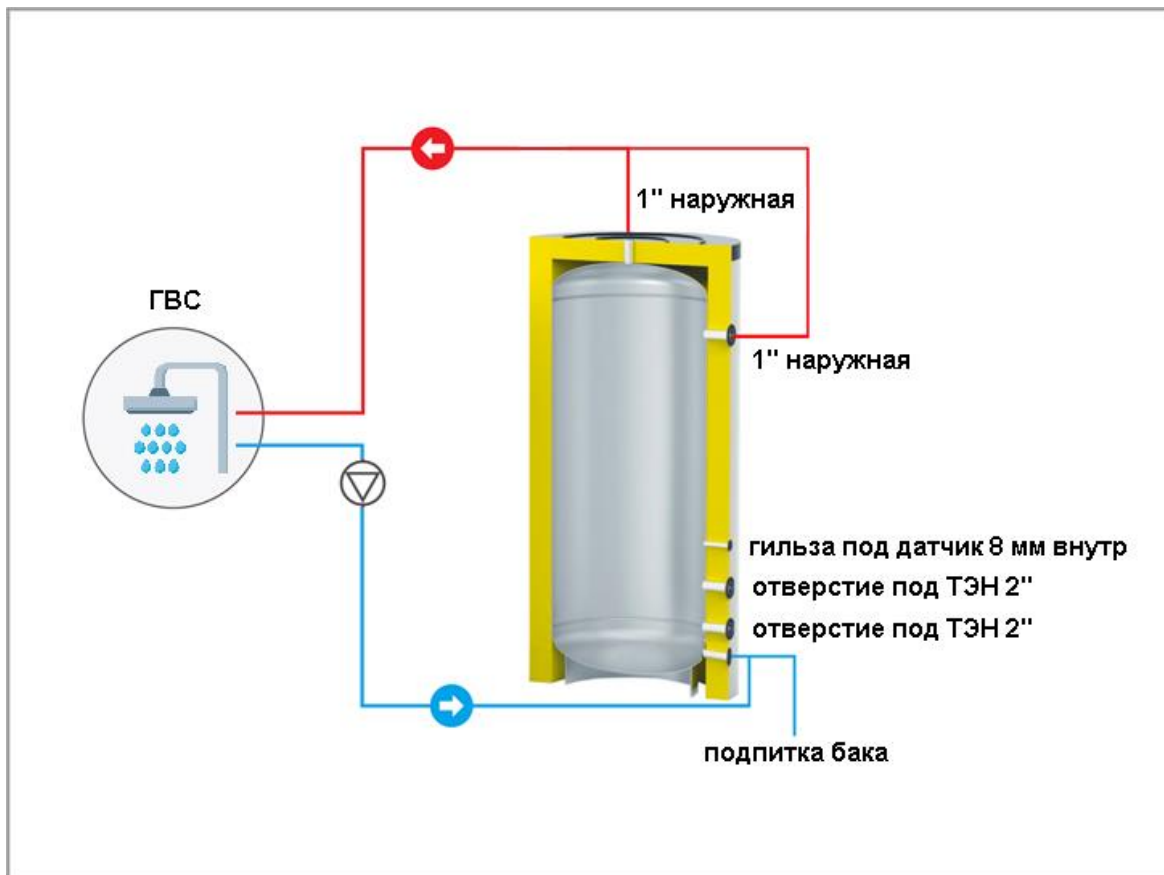 1" наружная
ГВС
1" наружная
гильза под датчик 8 мм внутр
отверстие под ТЭН 2"
отверстие под ТЭН 2"
подпитка бака